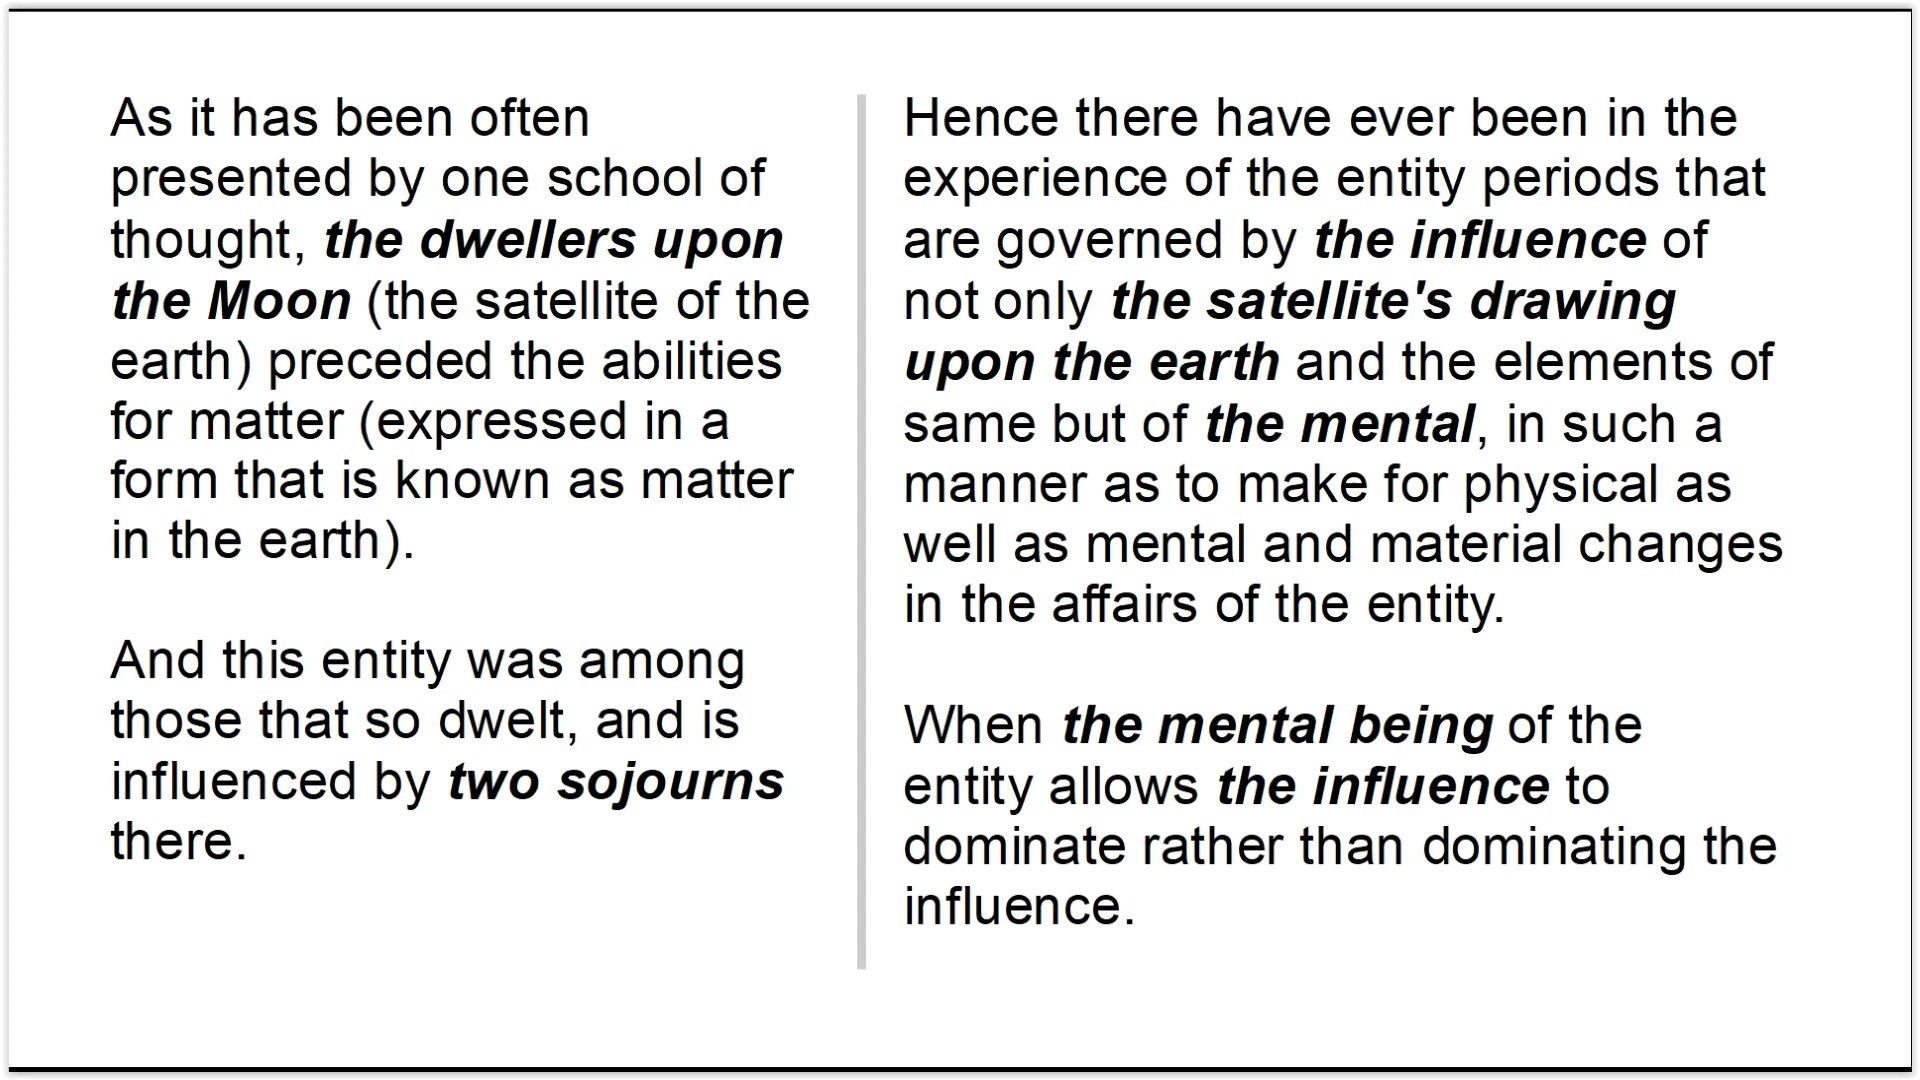 As it has been often
presented by one school of
thought, the dwellers upon
the Moon (the satellite of the
earth) preceded the abilities
for matter (expressed in a
form that is known as matter
in the earth).
And this entity was among
those that so dwelt, and is
influenced by two sojourns
there.
Hence there have ever been in the
experience of the entity periods that
are governed by the influence of
not only the satellite's drawing
upon the earth and the elements of
same but of the mental, in such a
manner as to make for physical as
well as mental and material changes
in the affairs of the entity.
When the mental being of the
entity allows the influence to
dominate rather than dominating the
influence.